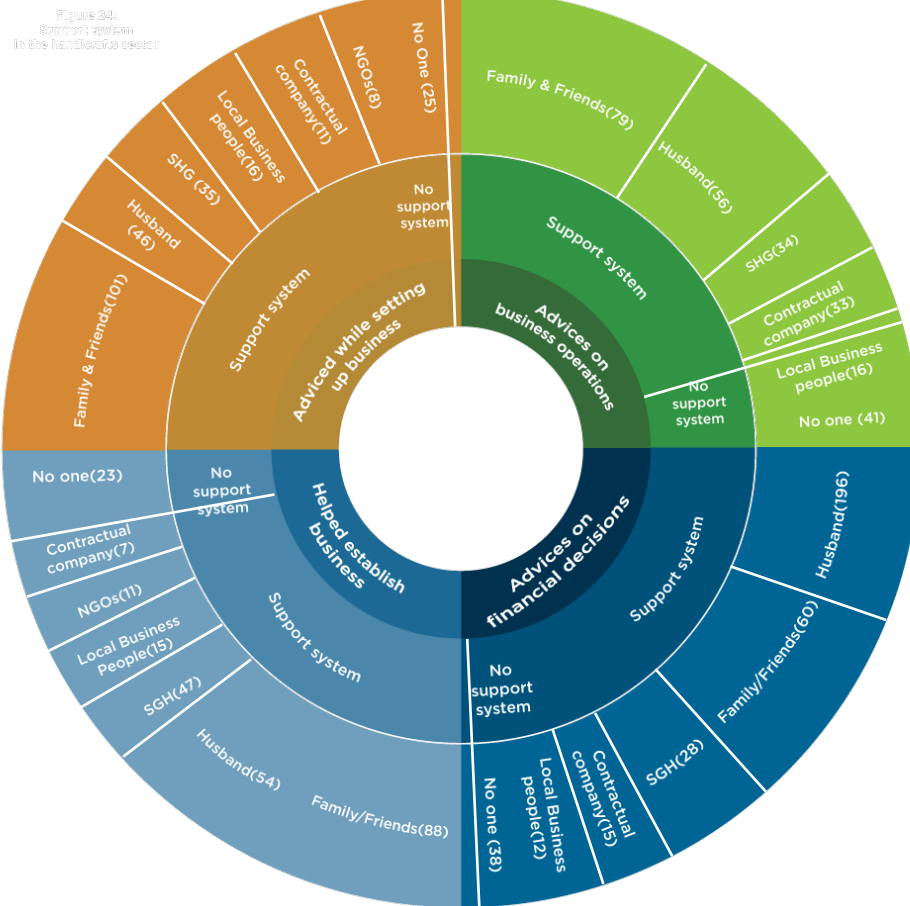 Figure 24:
Support system
in the handicrafts sector
No One (25)
NGOs(8)
Contractual
company(11)
Local Business
people(16)
SHG (35)
Husband
(46)
Family & Friends(101)
No
support
system
Support system
Adviced while setting
up business
Family & Friends(79)
Husband(56)
SHG(34)
Contractual
company(33)
Local Business
people(16)
No one (41)
Support system
No
support
system
Advices on
business operations
Husband(196)
Family/Friends(60)
SGH(28)
Contractual
company(15)
Local Business
people(12)
No one (38)
Support system
No
support
system
Advices on
financial decisions
No one(23)
Contractual
company(7)
NGOs(11)
Local Business
People(15)
SGH(47)
Husband(54)
Family/Friends(88)
No
support
system
Support system
Helped establish
business